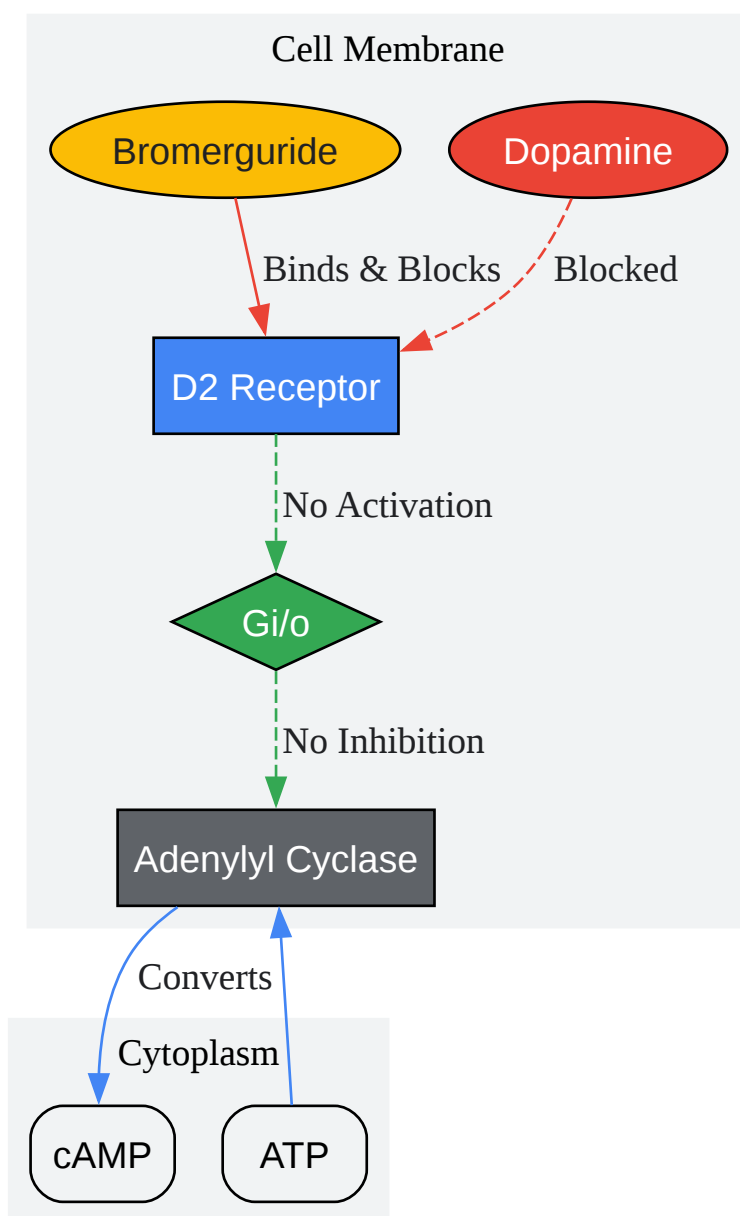 Cell Membrane
Bromerguride
Dopamine
Binds & Blocks
Blocked
D2 Receptor
No Activation
Gi/o
No Inhibition
Adenylyl Cyclase
Converts
Cytoplasm
cAMP
ATP